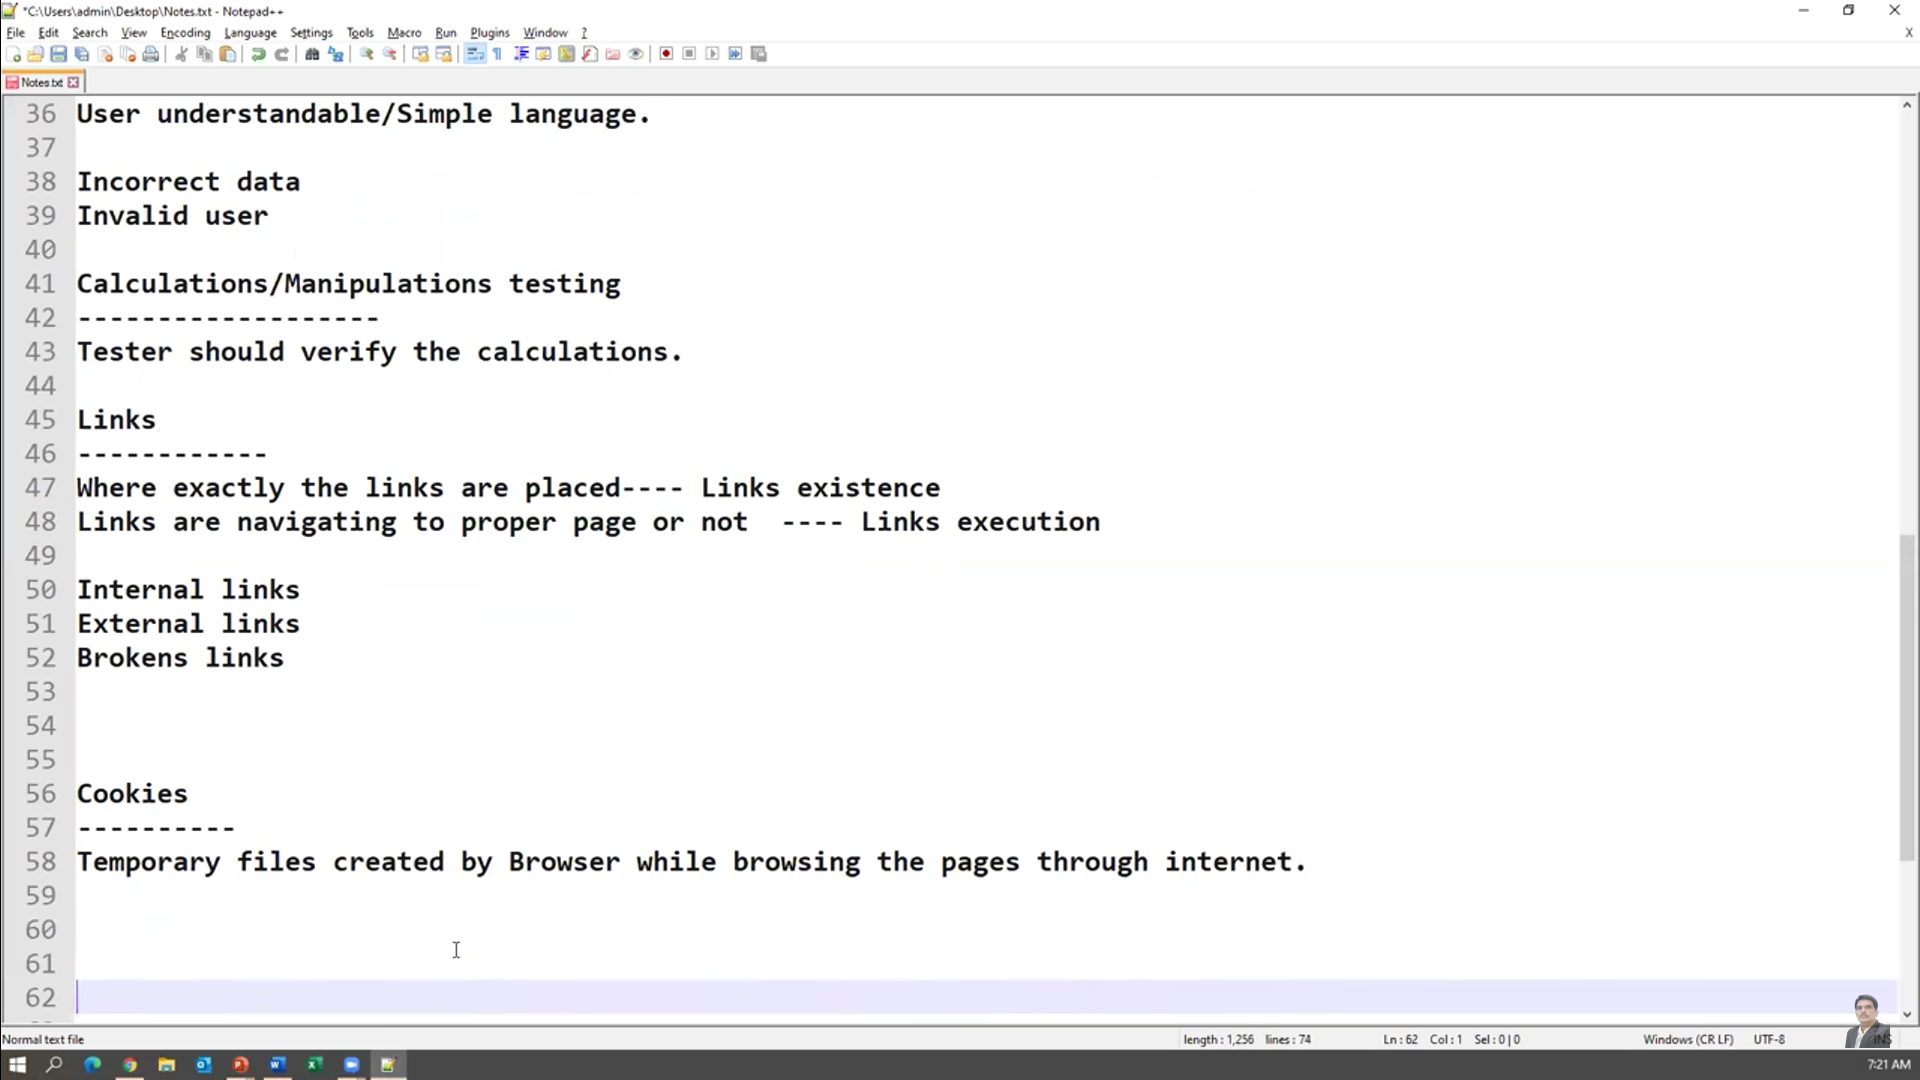 *C:\Users\admin\Desktop\Notes.txt - Notepad++
File Edit Search View Encoding Language Settings Tools Macro Run Plugins Window ? X
Notes.txt
36 User understandable/Simple language.
37
38 Incorrect data
39 Invalid user
40
41 Calculations/Manipulations testing
42 -------------------
43 Tester should verify the calculations.
44
45 Links
46 ------------
47 Where exactly the links are placed---- Links existence
48 Links are navigating to proper page or not  ---- Links execution
49
50 Internal links
51 External links
52 Brokens links
53
54
55
56 Cookies
57 ----------
58 Temporary files created by Browser while browsing the pages through internet.
59
60
61
62
Normal text file length : 1,256 lines : 74 Ln : 62 Col : 1 Sel : 0 | 0 Windows (CR LF) UTF-8 INS
7:21 AM